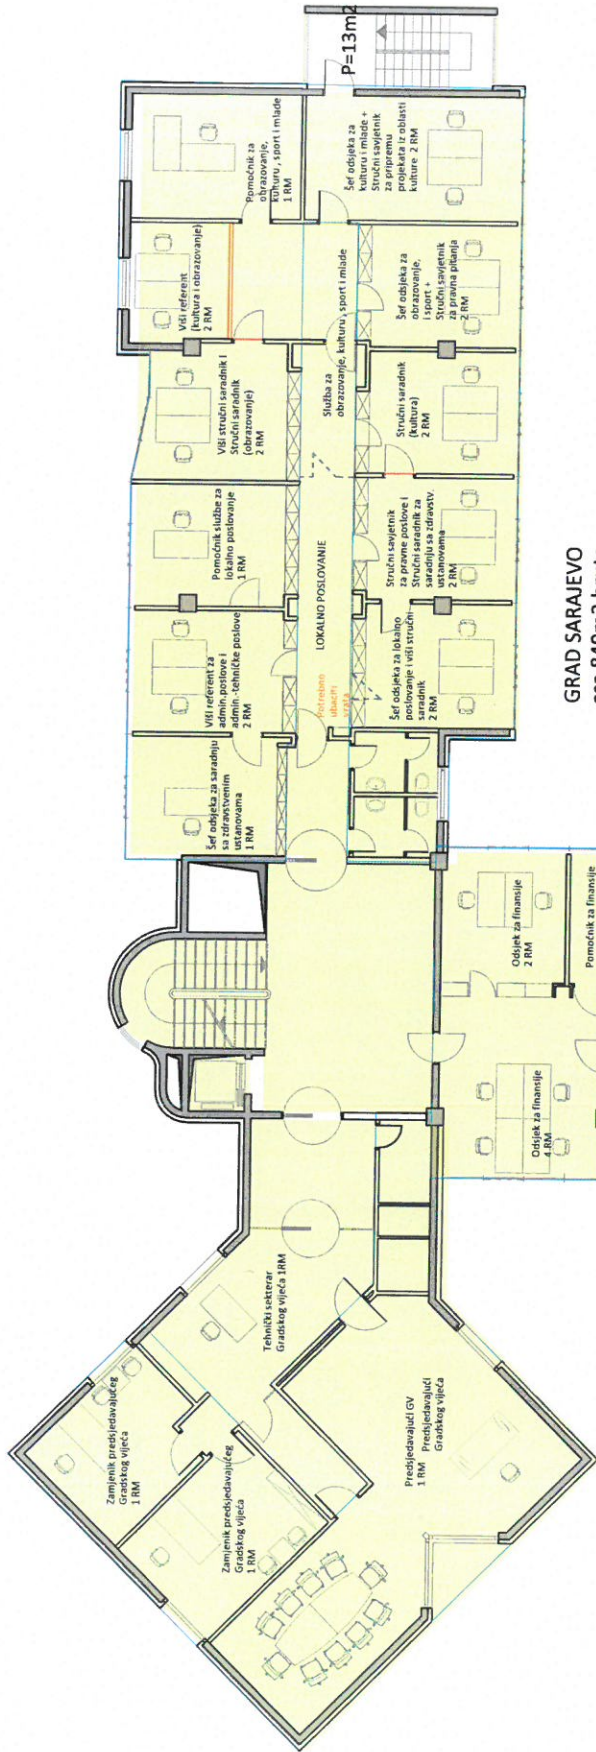 P=13m2
Pomoćnik za
obrazovanje,
kulturu , sport i mlade
1 RM
Šef odsjeka za
kulturu i mlade +
Stručni savjetnik
za pripremu
projekata iz oblasti
kulture 2 RM
Viši referent
(kultura i obrazovanje)
2 RM
Šef odsjeka za
obrazovanje,
i sport +
Stručni savjetnik
za pravna pitanja
2 RM
Viši stručni saradnik i
Stručni saradnik
(obrazovanje)
2 RM
Služba za
obrazovanje, kulturu , sport i mlade
Stručni saradnik
(kultura)
2 RM
Pomoćnik službe za
lokalno poslovanje
1 RM
LOKALNO POSLOVANJE
Stručni savjetnik
za pravne poslove i
Stručni saradnik za
saradnju sa zdravstv.
ustanovama
2 RM
Viši referent za
admin.poslove i
admin.-tehničke poslove
2 RM
Potrebno
ubaciti
vrata
Šef odsjeka za lokalno
poslovanje i viši stručni
saradnik
2 RM
Šef odsjeka za saradnju
sa zdravstvenim
ustanovama
1 RM
GRAD SARAJEVO
Odsjek za finansije
2 RM
Pomoćnik za finansije
Odsjek za finansije
4 RM
Tehnički sekterar
Gradskog vijeća 1RM
Zamjenik predsjedavajućeg
Gradskog vijeća
1 RM
Zamjenik predsjedavajućeg
Gradskog vijeća
1 RM
Predsjedavajući GV
1 RM Predsjedavajući
Gradskog vijeća